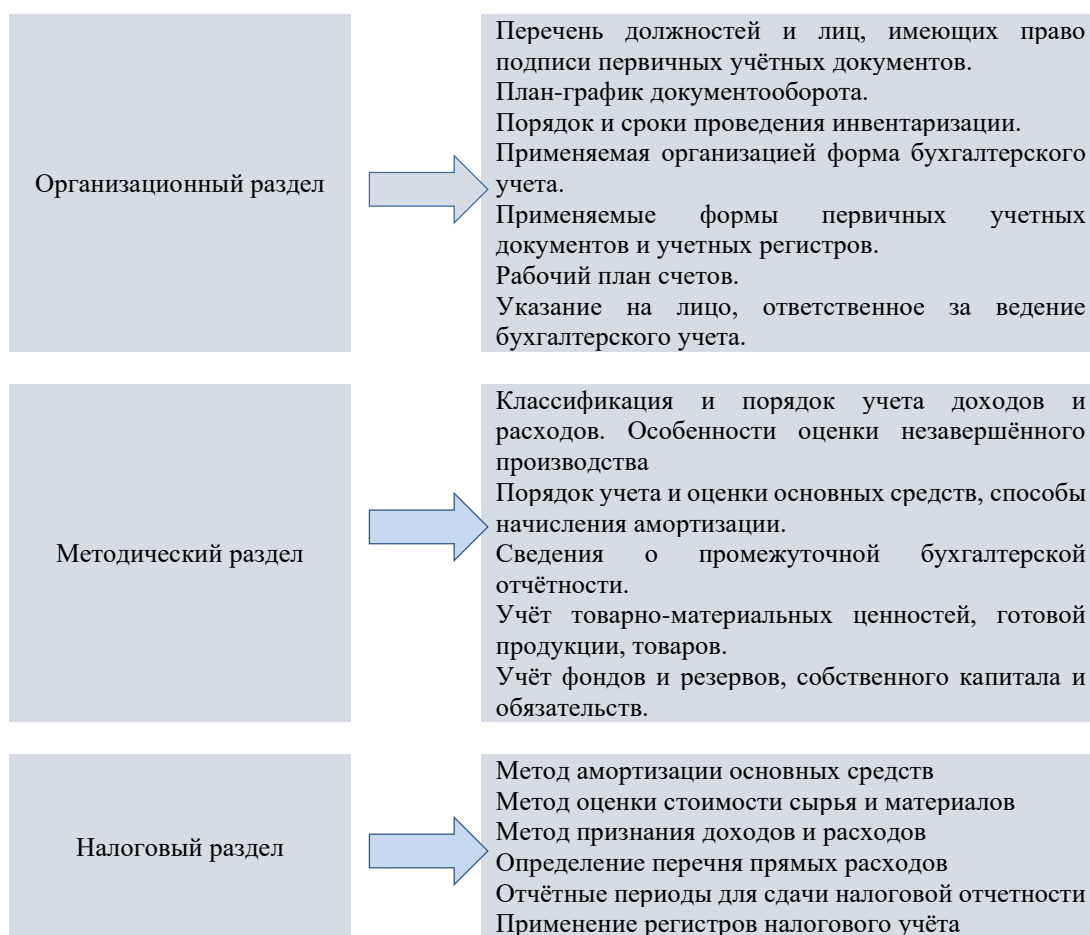 Организационный раздел
Перечень должностей и лиц, имеющих право
подписи первичных учётных документов.
План-график документооборота.
Порядок и сроки проведения инвентаризации.
Применяемая организацией форма бухгалтерского
учета.
Применяемые формы первичных учетных
документов и учетных регистров.
Рабочий план счетов.
Указание на лицо, ответственное за ведение
бухгалтерского учета.
Методический раздел
Классификация и порядок учета доходов и
расходов. Особенности оценки незавершённого
производства
Порядок учета и оценки основных средств, способы
начисления амортизации.
Сведения о промежуточной бухгалтерской
отчётности.
Учёт товарно-материальных ценностей, готовой
продукции, товаров.
Учёт фондов и резервов, собственного капитала и
обязательств.
Налоговый раздел
Метод амортизации основных средств
Метод оценки стоимости сырья и материалов
Метод признания доходов и расходов
Определение перечня прямых расходов
Отчётные периоды для сдачи налоговой отчетности
Применение регистров налогового учёта